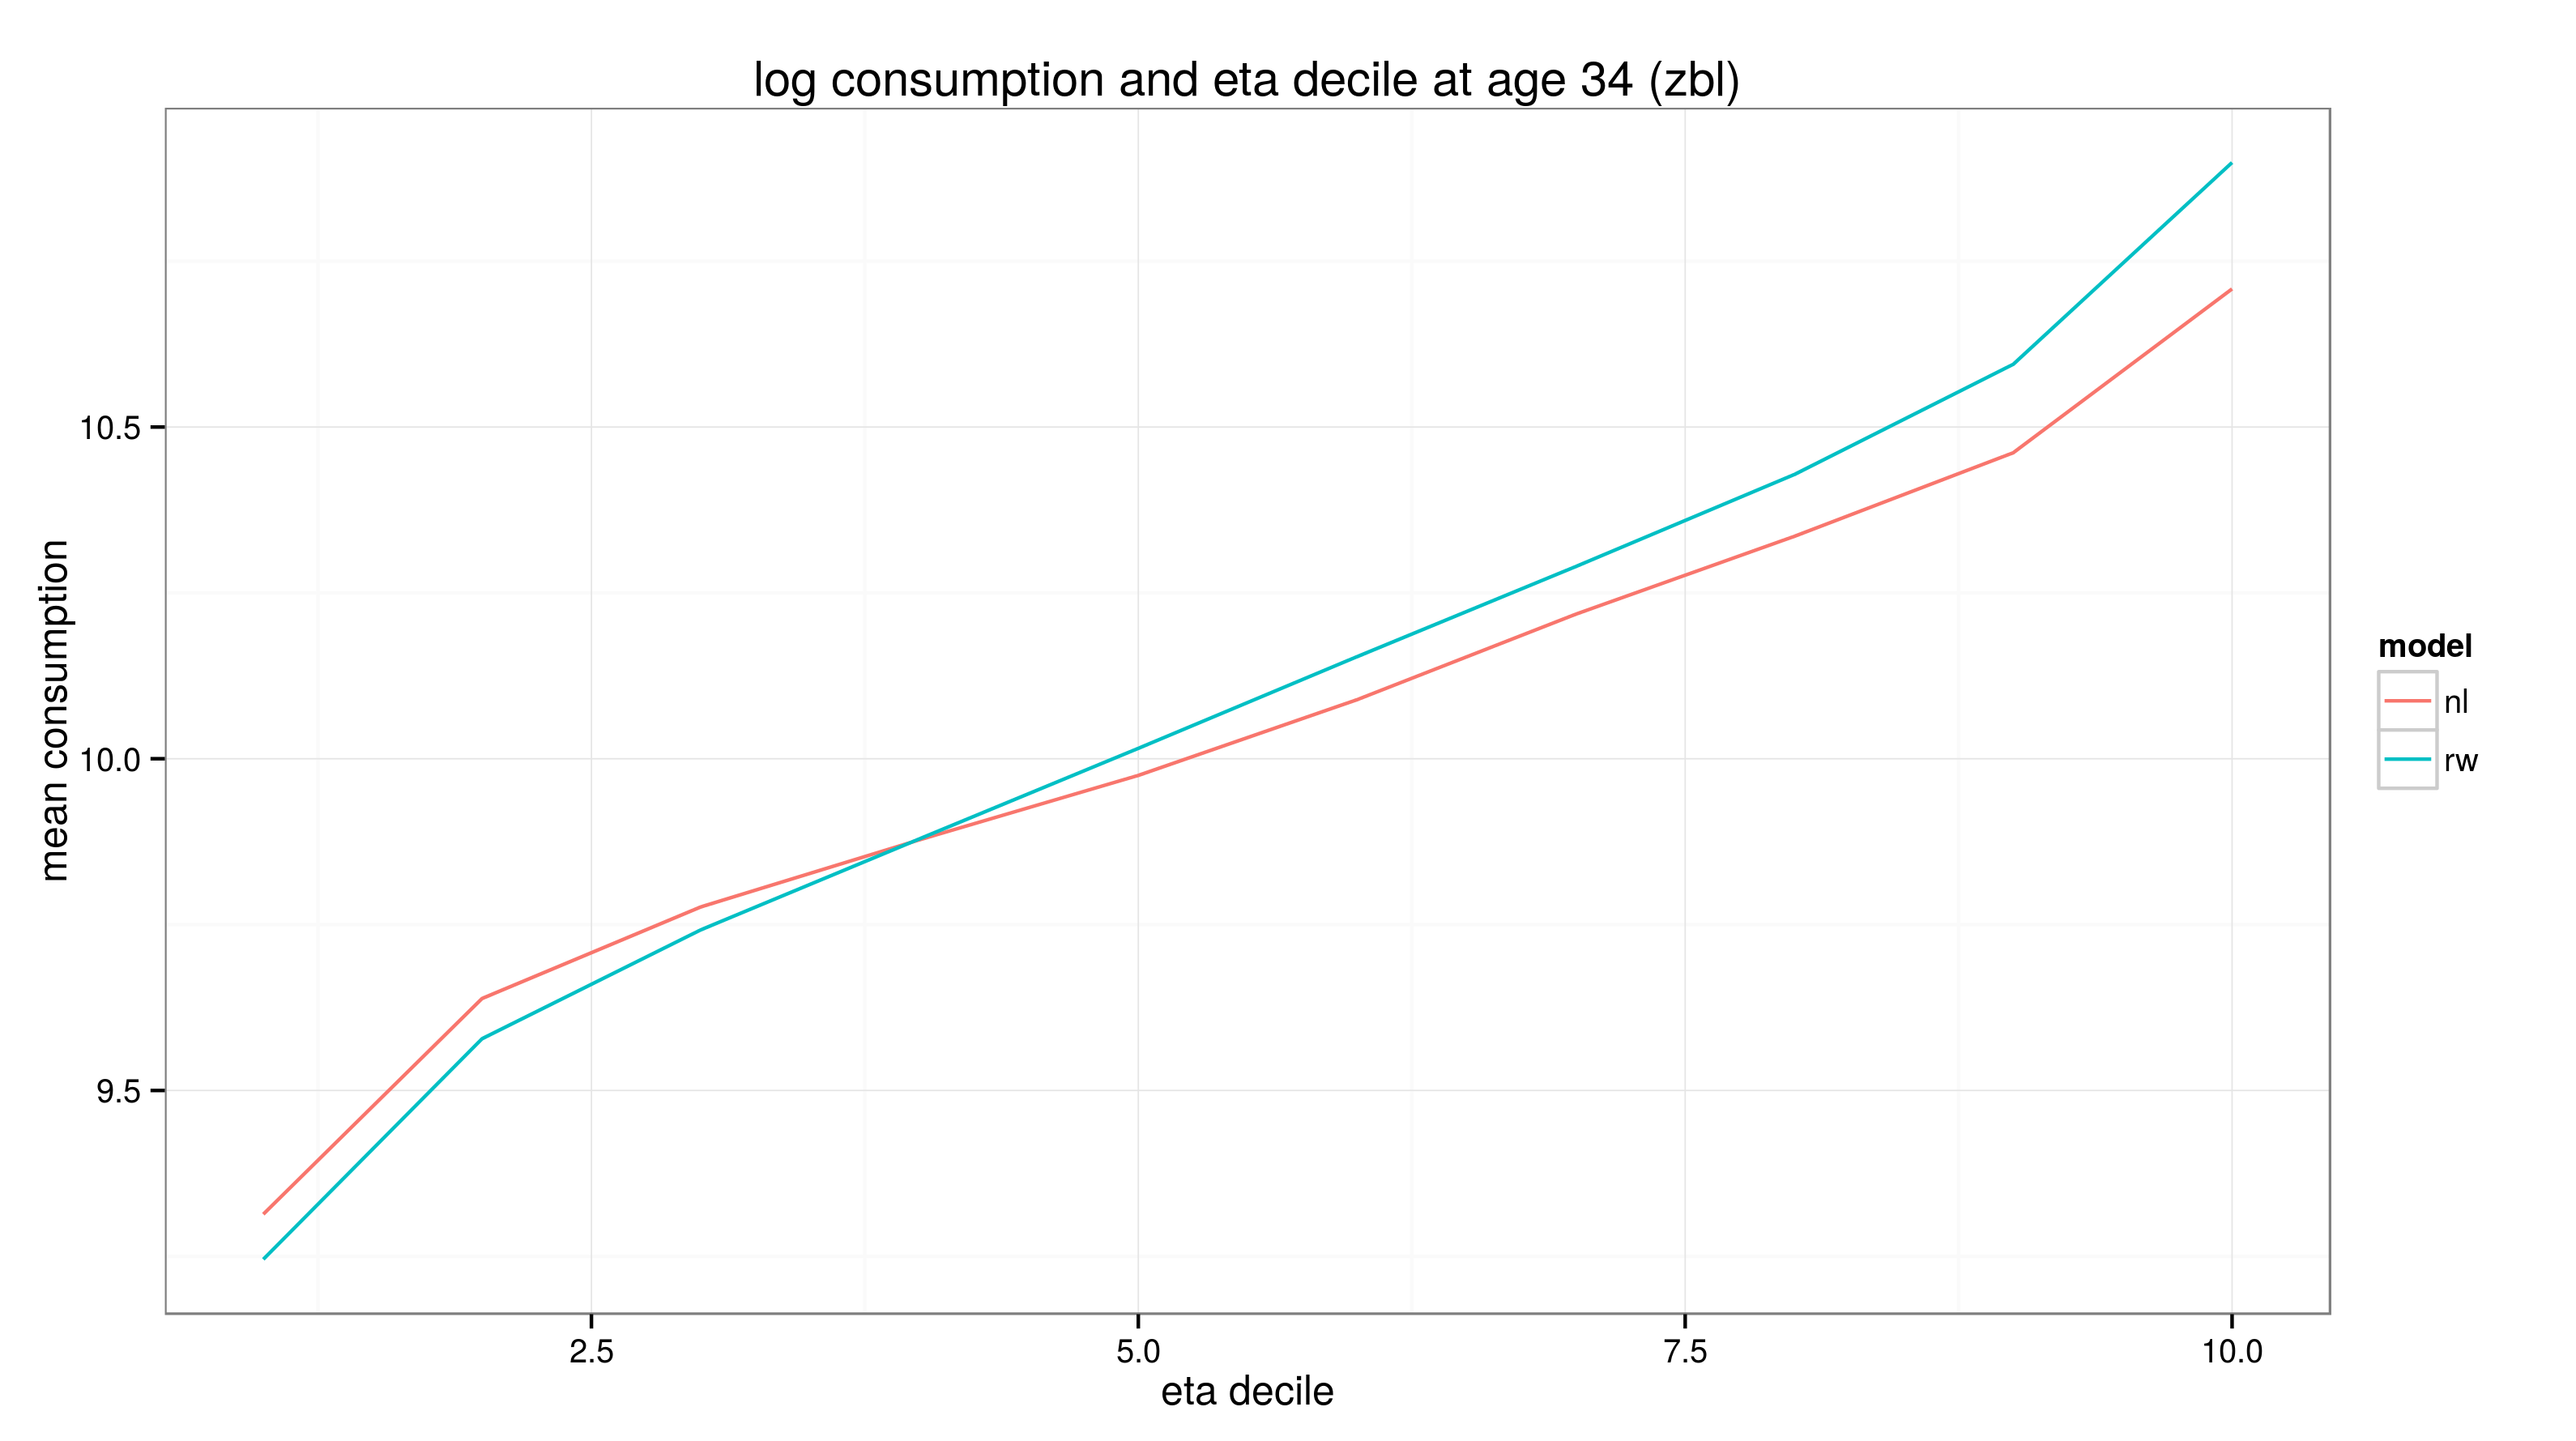 log consumption and eta decile at age 34 (zbl)
mean consumption
10.5
10.0
9.5
2.5 5.0 7.5 10.0
eta decile
model
nl
rw